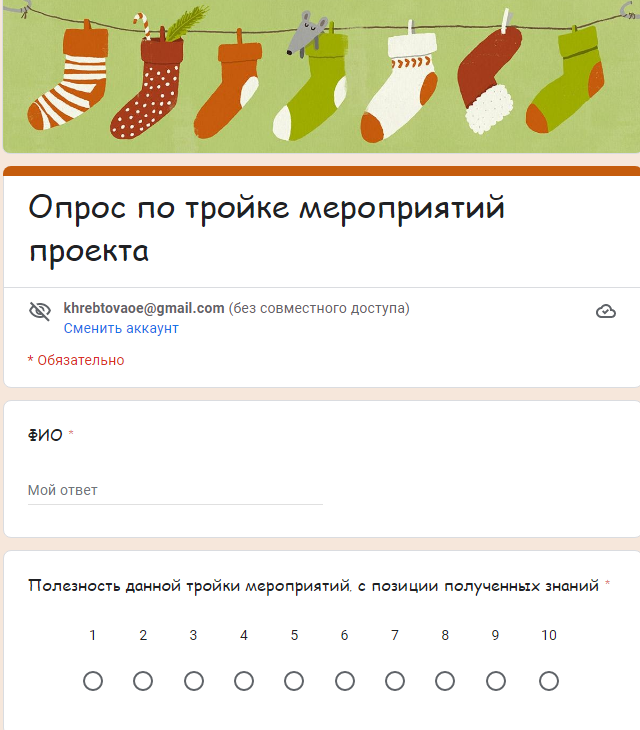 Опрос по тройке мероприятий
проекта
khrebtovaoe@gmail.com (без совместного доступа)
Сменить аккаунт
* Обязательно
ФИО *
Мой ответ
Полезность данной тройки мероприятий, с позиции полученных знаний *
1 2 3 4 5 6 7 8 9 10